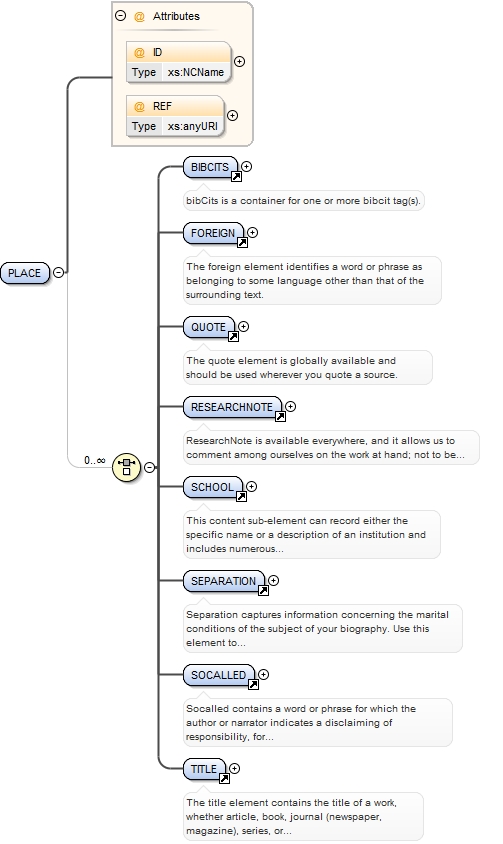 @ Attributes
@ ID
Type xs:NCName
@ REF
Type xs:anyURI
BIBCITS
bibCits is a container for one or more bibcit tag(s).
FOREIGN
The foreign element identifies a word or phrase as
belonging to some language other than that of the
surrounding text.
PLACE
QUOTE
The quote element is globally available and
should be used wherever you quote a source.
RESEARCHNOTE
ResearchNote is available everywhere, and it allows us to
comment among ourselves on the work at hand; not to be...
0..∞
SCHOOL
This content sub-element can record either the
specific name or a description of an institution and
includes numerous...
SEPARATION
Separation captures information concerning the marital
conditions of the subject of your biography. Use this
element to...
SOCALLED
Socalled contains a word or phrase for which the
author or narrator indicates a disclaiming of
responsibility, for...
TITLE
The title element contains the title of a work,
whether article, book, journal (newspaper,
magazine), series, or...